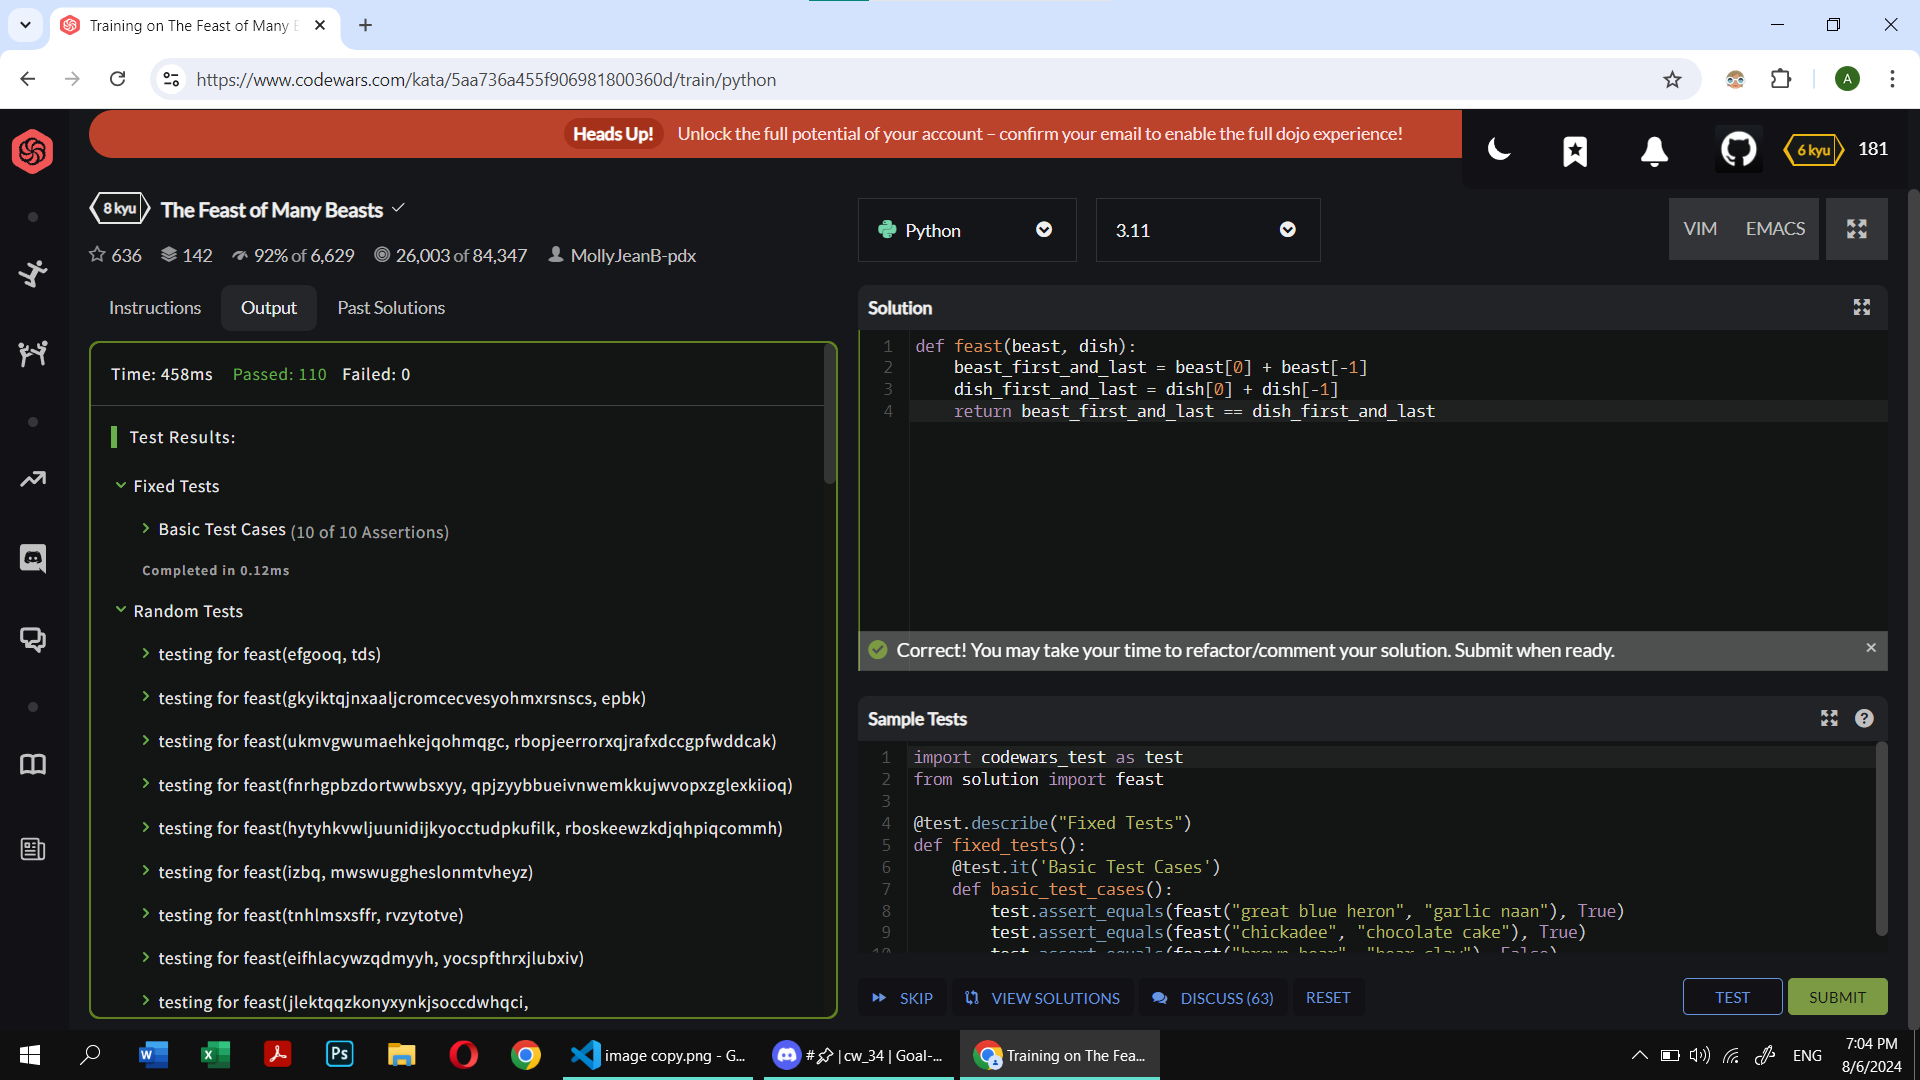 Training on The Feast of Many B
https://www.codewars.com/kata/5aa736a455f906981800360d/train/python
A
Heads Up! Unlock the full potential of your account – confirm your email to enable the full dojo experience!
6 kyu 181
8 kyu The Feast of Many Beasts
636 142 92% of 6,629 26,003 of 84,347 MollyJeanB-pdx
Python
3.11
VIM EMACS
Instructions Output Past Solutions
Time: 458ms Passed: 110 Failed: 0
Test Results:
Fixed Tests
Basic Test Cases (10 of 10 Assertions)
Completed in 0.12ms
Random Tests
testing for feast(efgooq, tds)
testing for feast(gkyiktqjnxaaljcromcecvesyohmxrsnscs, epbk)
testing for feast(ukmvgwumaehkejqohmqgc, rbopjeerrorxqjrafxdccgpfwddcak)
testing for feast(fnrhgpbzdortwwbsxyy, qpjzyybbueivnwemkkujwvopxzglexkiioq)
testing for feast(hytyhkvwljuunidijkyocctudpkufilk, rboskeewzkdjqhpiqcommh)
testing for feast(izbq, mwswuggheslonmtvheyz)
testing for feast(tnhlmsxsffr, rvzytotve)
testing for feast(eifhlacywzqdmyyh, yocspfthrxjlubxiv)
testing for feast(jlektqqzkonyxynkjsoccdwhqci,
Solution
1 def feast(beast, dish):
2 beast_first_and_last = beast[0] + beast[-1]
3 dish_first_and_last = dish[0] + dish[-1]
4 return beast_first_and_last == dish_first_and_last
Correct! You may take your time to refactor/comment your solution. Submit when ready.
Sample Tests
1 import codewars_test as test
2 from solution import feast
3
4 @test.describe("Fixed Tests")
5 def fixed_tests():
6 @test.it('Basic Test Cases')
7 def basic_test_cases():
8 test.assert_equals(feast("great blue heron", "garlic naan"), True)
9 test.assert_equals(feast("chickadee", "chocolate cake"), True)
10 test.assert_equals(feast("brown bear", "bear claw"), False)
SKIP VIEW SOLUTIONS DISCUSS (63) RESET TEST SUBMIT
image copy.png - G...
# | cw_34 | Goal-...
Training on The Fea...
ENG
7:04 PM
8/6/2024